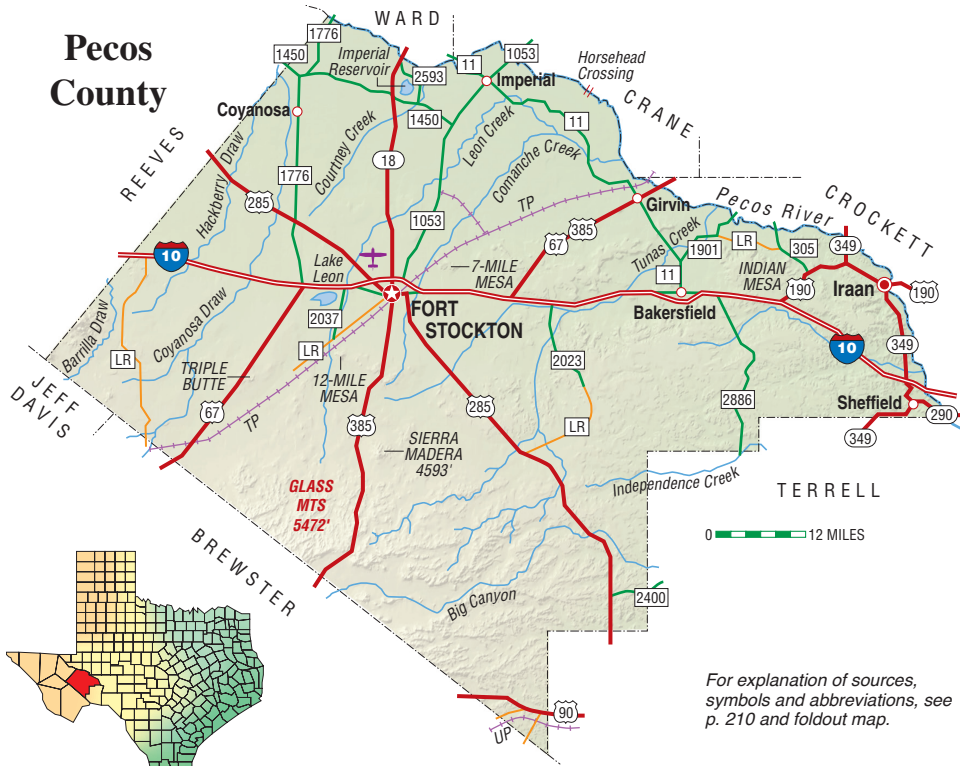 Pecos
County
WARD
1776
1450
Imperial
Reservoir
2593
11
1053
Imperial
Horsehead
Crossing
CRANE
Coyanosa
1450
11
REEVES
Hackberry Draw
Courtney Creek
18
Leon Creek
Comanche Creek
1776
285
1053
TP
Girvin
Pecos River
CROCKETT
67
385
Tunas Creek
1901
LR
305
349
10
Lake
Leon
7-MILE
MESA
11
INDIAN
MESA
190
Iraan
190
FORT
STOCKTON
Bakersfield
Barrilla Draw
Coyanosa Draw
2037
LR
LR
12-MILE
MESA
TRIPLE
BUTTE
2023
10
349
JEFF
DAVIS
67
TP
385
285
2886
Sheffield
290
349
LR
SIERRA
MADERA
4593'
GLASS
MTS
5472'
Independence Creek
TERRELL
0
12 MILES
BREWSTER
Big Canyon
2400
For explanation of sources,
symbols and abbreviations, see
p. 210 and foldout map.
90
UP